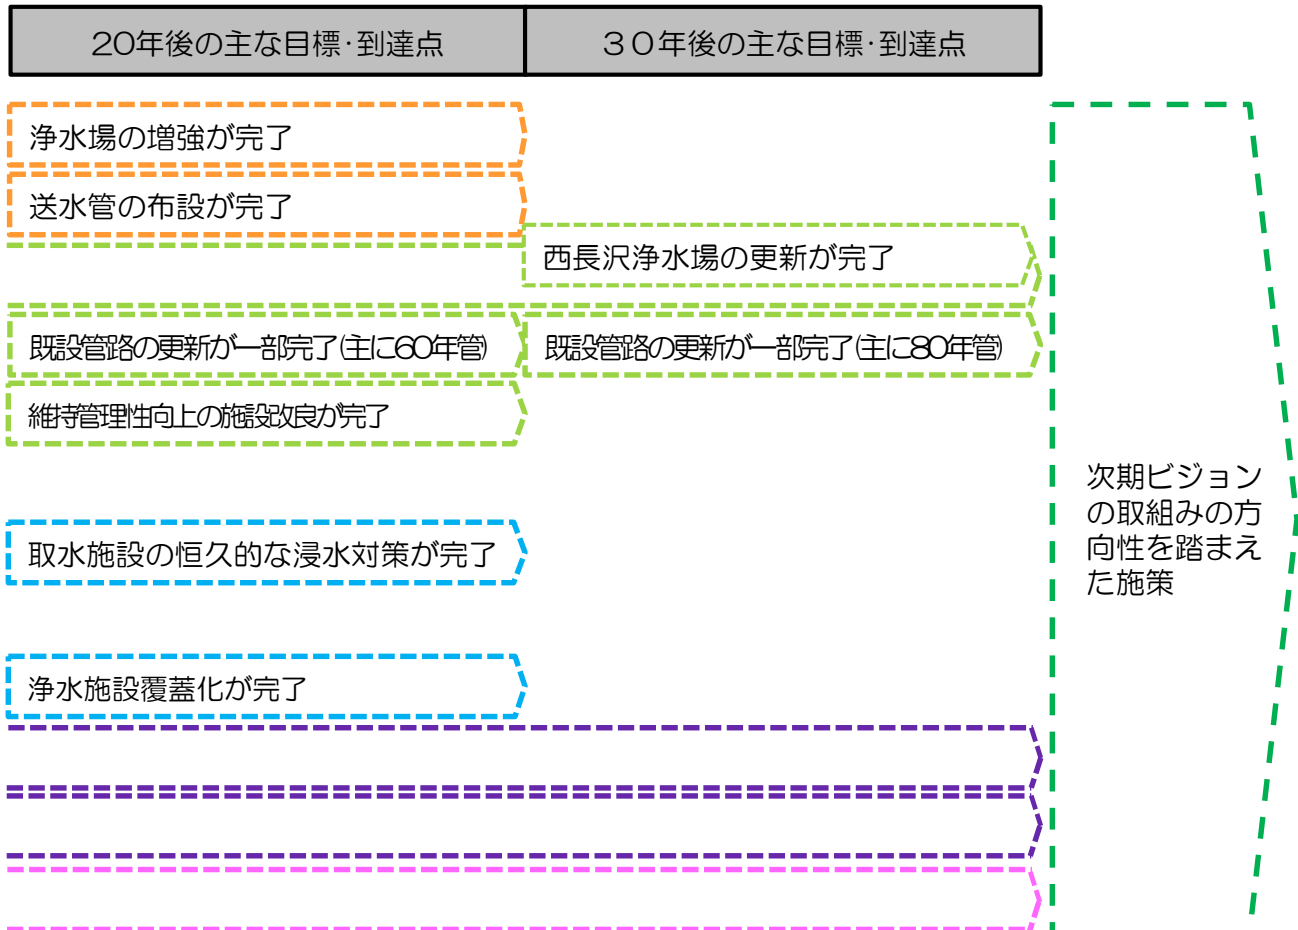 20年後の主な目標・到達点
３０年後の主な目標・到達点
浄水場の増強が完了
送水管の布設が完了
西長沢浄水場の更新が完了
既設管路の更新が一部完了(主に60年管)
既設管路の更新が一部完了(主に80年管)
維持管理性向上の施設改良が完了
取水施設の恒久的な浸水対策が完了
浄水施設覆蓋化が完了
次期ビジョン
の取組みの方
向性を踏まえ
た施策